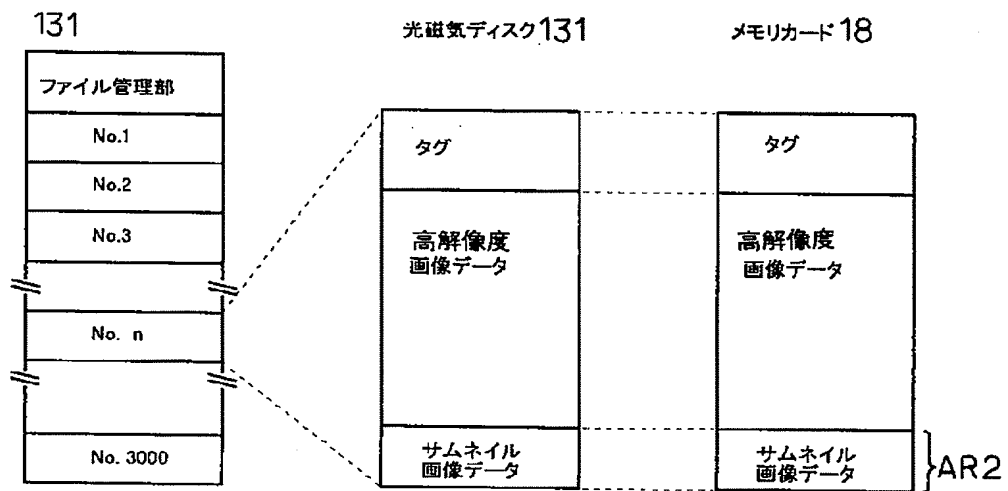 131
ファイル管理部
No.1
No.2
No.3
No. n
No. 3000
光磁気ディスク131
タグ
高解像度
画像データ
サムネイル
画像データ
メモリカード18
タグ
高解像度
画像データ
サムネイル
画像データ
AR2